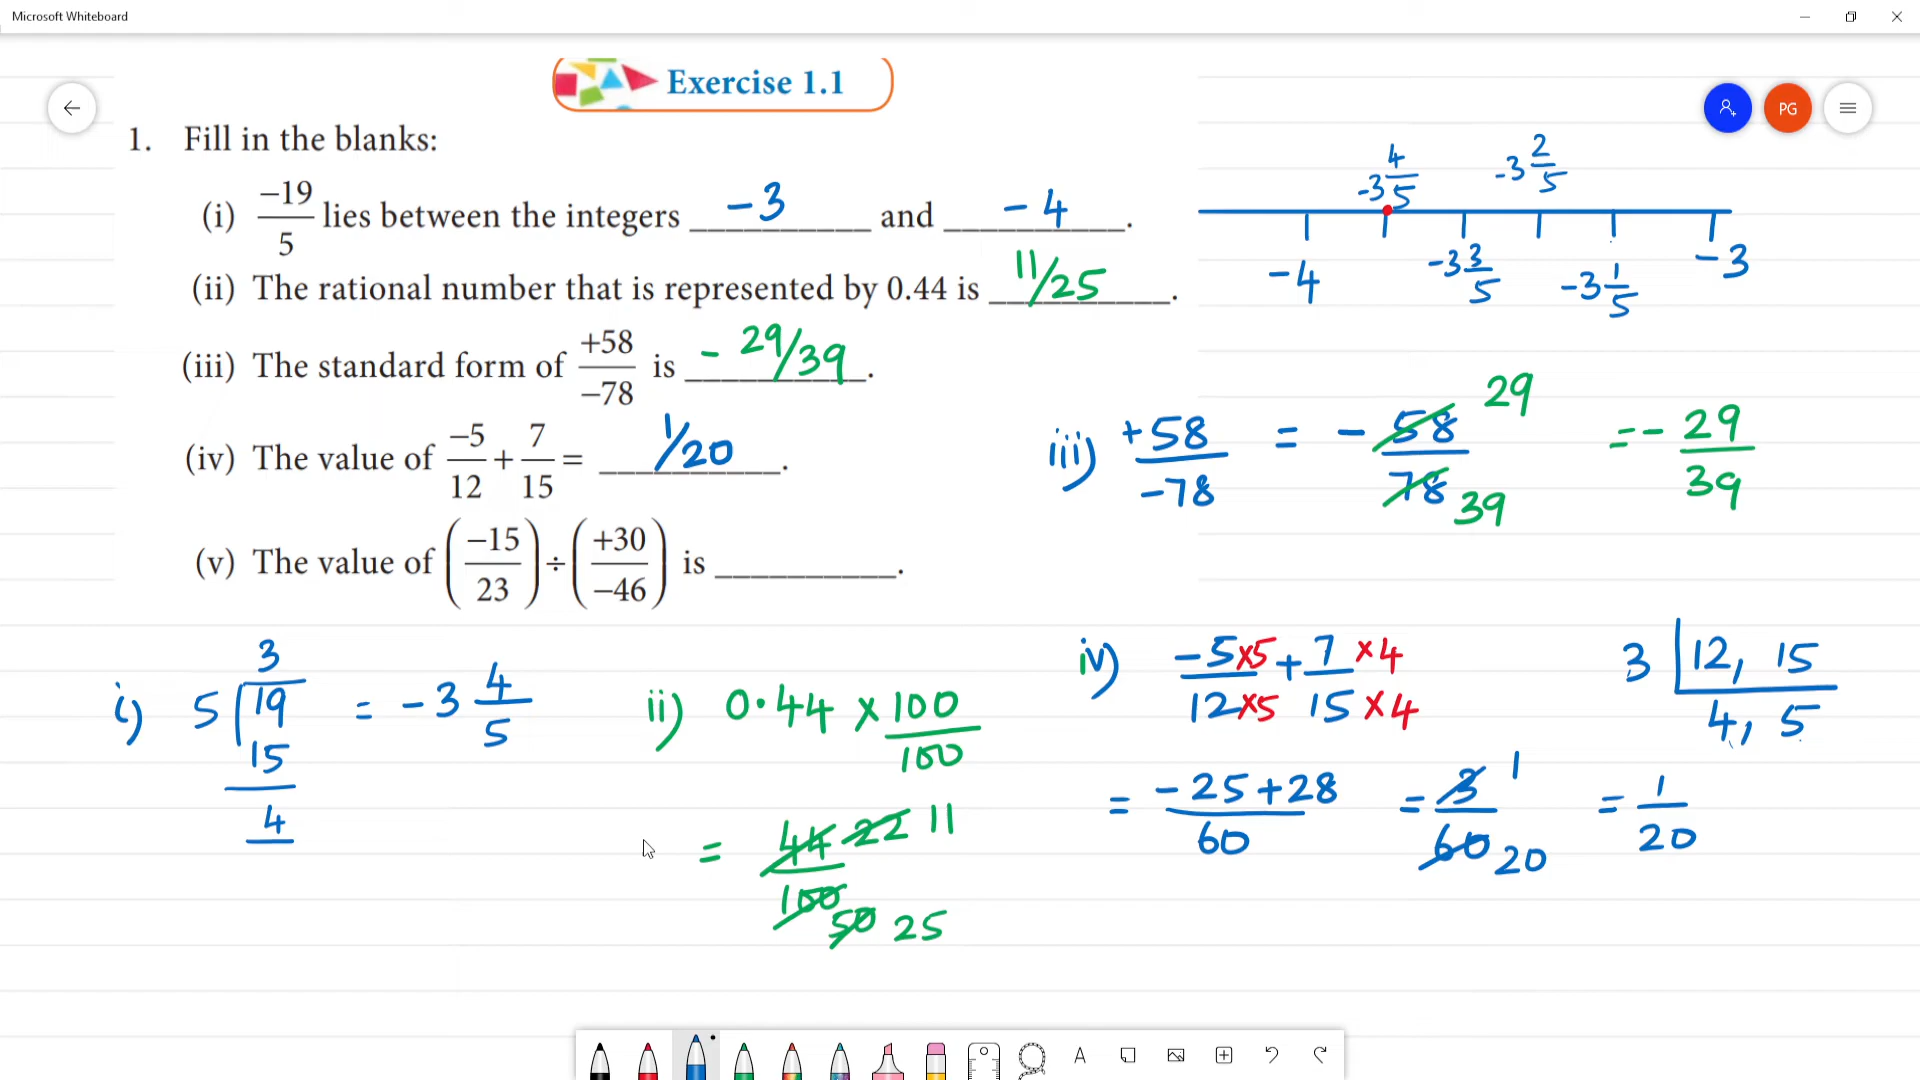 Microsoft Whiteboard
Exercise 1.1
PG
1. Fill in the blanks:
(i) −19/5 lies between the integers -3 and -4.
(ii) The rational number that is represented by 0.44 is 11/25.
(iii) The standard form of +58/−78 is -29/39.
(iv) The value of −5/12 + 7/15 = 1/20.
(v) The value of (−15/23) ÷ (+30/−46) is __________.
-3 4/5 -3 2/5
-4 -3 3/5 -3 1/5 -3
iii) +58/-78 = -58/78 29 39 = -29/39
i) 3
5 19 = -3 4/5
15
4
ii) 0.44 × 100/100
= 44/100 22/50 11/25
iv) -5×5/12×5 + 7×4/15×4
3 12, 15
4, 5
= -25+28/60 = 3/60 1 20 = 1/20
A